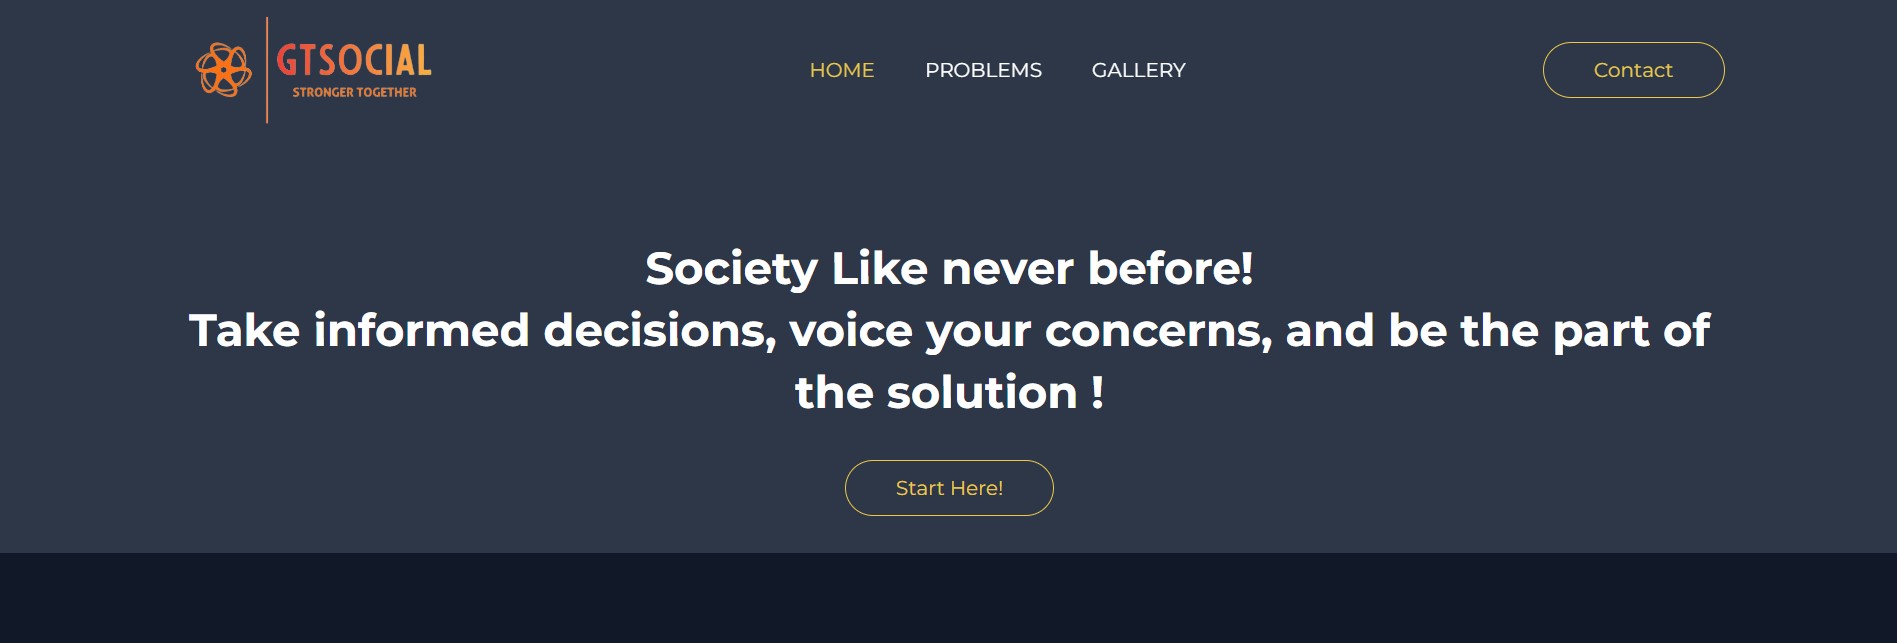 GTSOCIAL
STRONGER TOGETHER
HOME PROBLEMS GALLERY
Contact
Society Like never before!
Take informed decisions, voice your concerns, and be the part of
the solution !
Start Here!